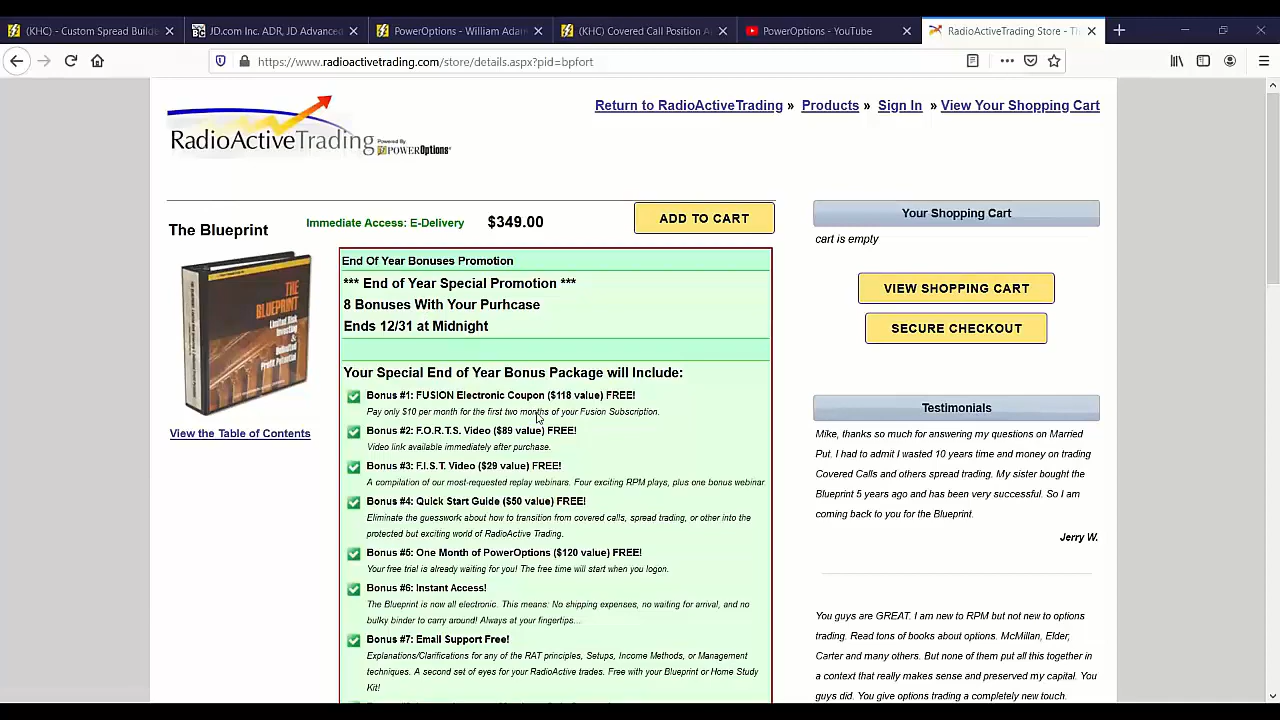 (KHC) - Custom Spread Builde
JD.com Inc. ADR, JD Advanced
PowerOptions - William Adam
(KHC) Covered Call Position A
PowerOptions - YouTube
RadioActiveTrading Store - Th
https://www.radioactivetrading.com/store/details.aspx?pid=bpfort
RadioActiveTrading Powered By POWEROptions
Return to RadioActiveTrading » Products » Sign In » View Your Shopping Cart
The Blueprint
Immediate Access: E-Delivery $349.00 ADD TO CART
THE BLUEPRINT
Limited Risk
Investing
&
Unlimited
Profit Potential
View the Table of Contents
End Of Year Bonuses Promotion
*** End of Year Special Promotion ***
8 Bonuses With Your Purhcase
Ends 12/31 at Midnight
Your Special End of Year Bonus Package will Include:
Bonus #1: FUSION Electronic Coupon ($118 value) FREE!
Pay only $10 per month for the first two months of your Fusion Subscription.
Bonus #2: F.O.R.T.S. Video ($89 value) FREE!
Video link available immediately after purchase.
Bonus #3: F.I.S.T. Video ($29 value) FREE!
A compilation of our most-requested replay webinars. Four exciting RPM plays, plus one bonus webinar
Bonus #4: Quick Start Guide ($50 value) FREE!
Eliminate the guesswork about how to transition from covered calls, spread trading, or other into the
protected but exciting world of RadioActive Trading.
Bonus #5: One Month of PowerOptions ($120 value) FREE!
Your free trial is already waiting for you! The free time will start when you logon.
Bonus #6: Instant Access!
The Blueprint is now all electronic. This means: No shipping expenses, no waiting for arrival, and no
bulky binder to carry around! Always at your fingertips...
Bonus #7: Email Support Free!
Explanations/Clarifications for any of the RAT principles, Setups, Income Methods, or Management
techniques. A second set of eyes for your RadioActive trades. Free with your Blueprint or Home Study
Kit!
Your Shopping Cart
cart is empty
VIEW SHOPPING CART
SECURE CHECKOUT
Testimonials
Mike, thanks so much for answering my questions on Married
Put. I had to admit I wasted 10 years time and money on trading
Covered Calls and others spread trading. My sister bought the
Blueprint 5 years ago and has been very successful. So I am
coming back to you for the Blueprint.
Jerry W.
You guys are GREAT. I am new to RPM but not new to options
trading. Read tons of books about options. McMillan, Elder,
Carter and many others. But none of them put all this together in
a context that really makes sense and preserved my capital. You
guys did. You give options trading a completely new touch.